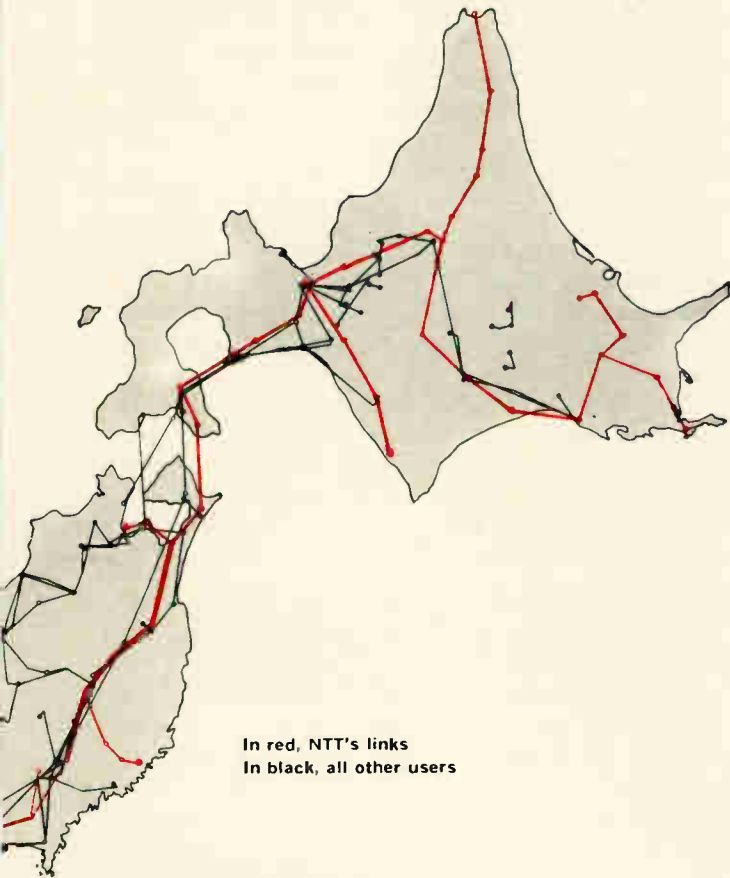 In red, NTT's links
In black, all other users